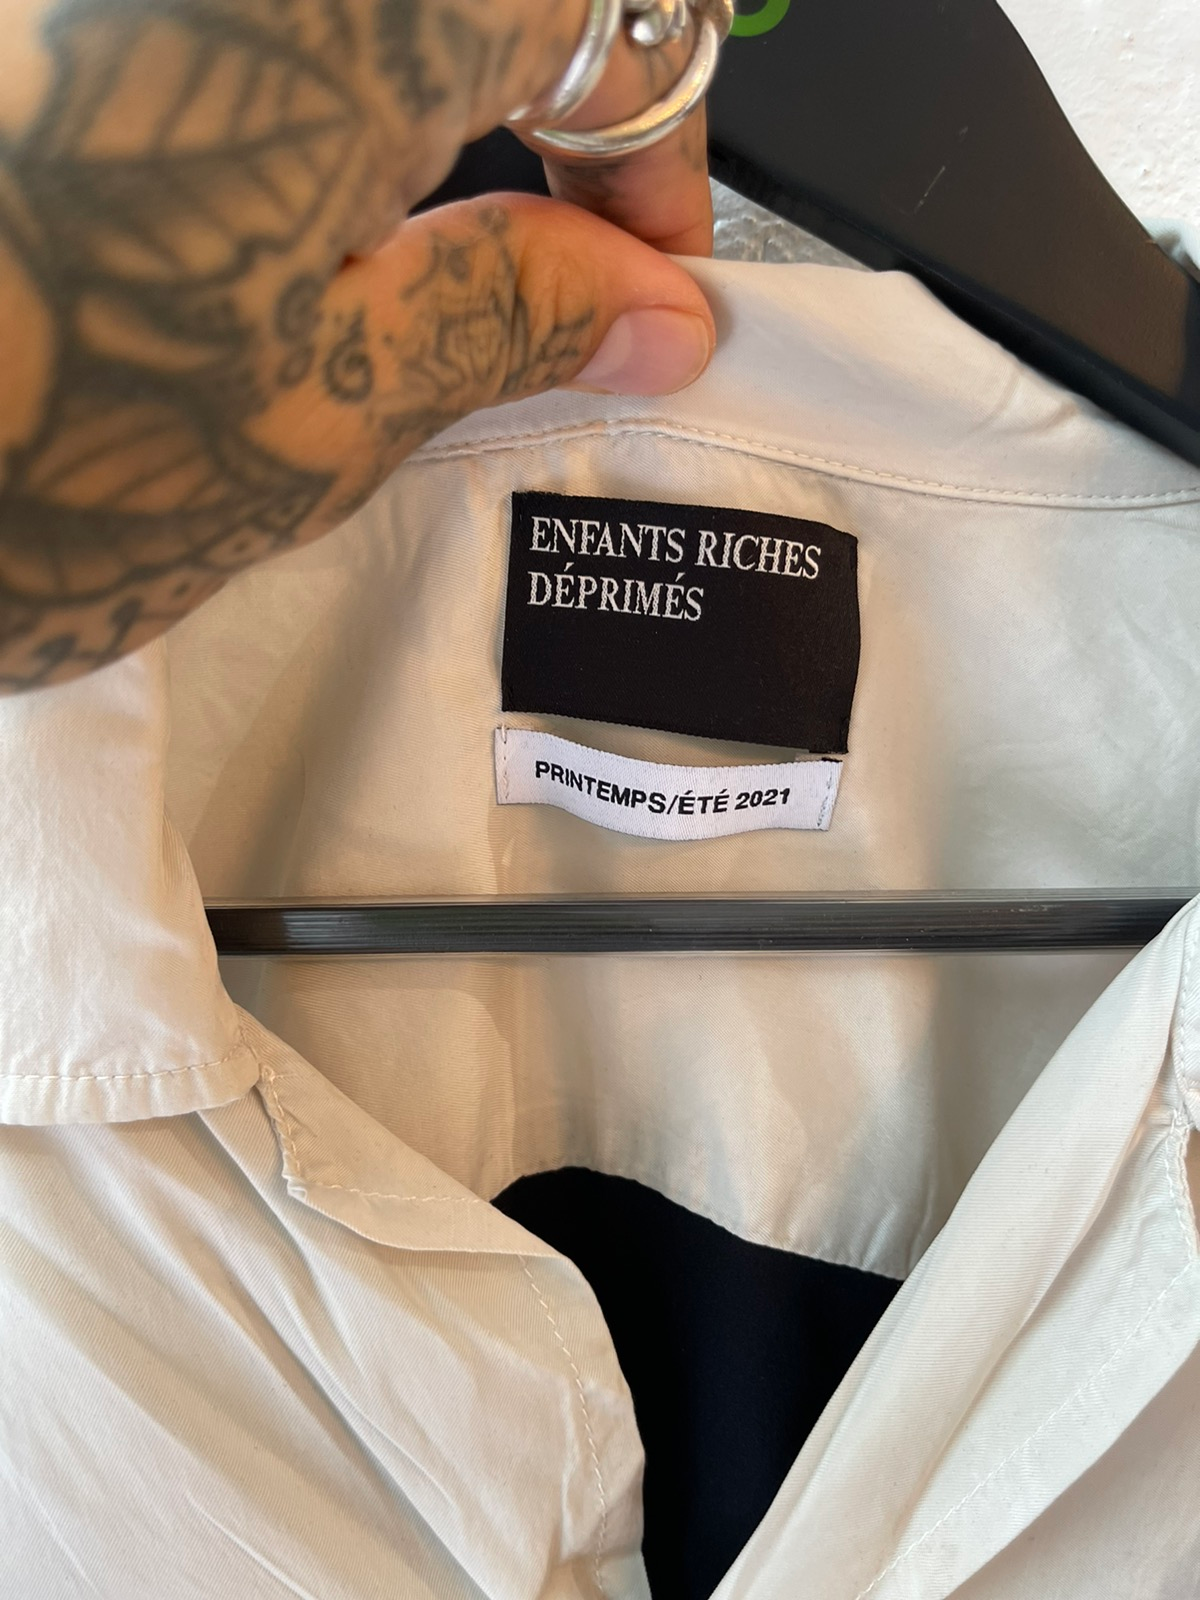 ENFANTS RICHES
DÉPRIMÉS
PRINTEMPS/ÉTÉ 2021